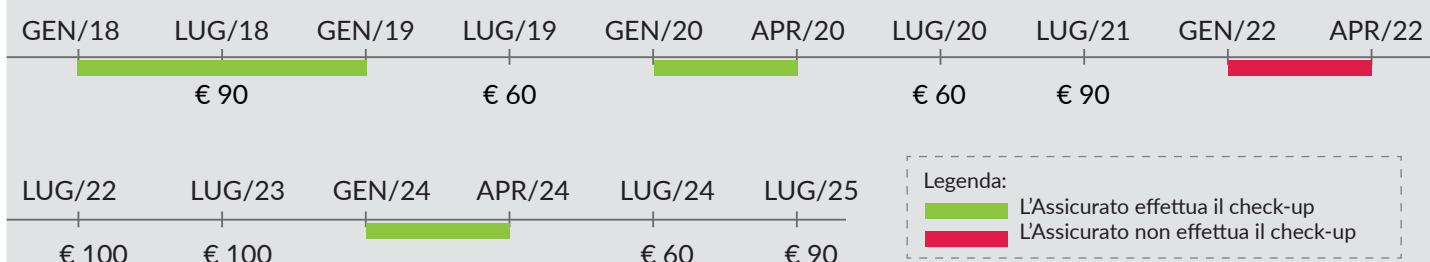 GEN/18 LUG/18 GEN/19 LUG/19 GEN/20 APR/20 LUG/20 LUG/21 GEN/22 APR/22
€ 90 € 60 € 60 € 90
LUG/22 LUG/23 GEN/24 APR/24 LUG/24 LUG/25
€ 100 € 100 € 60 € 90
Legenda:
L'Assicurato effettua il check-up
L'Assicurato non effettua il check-up